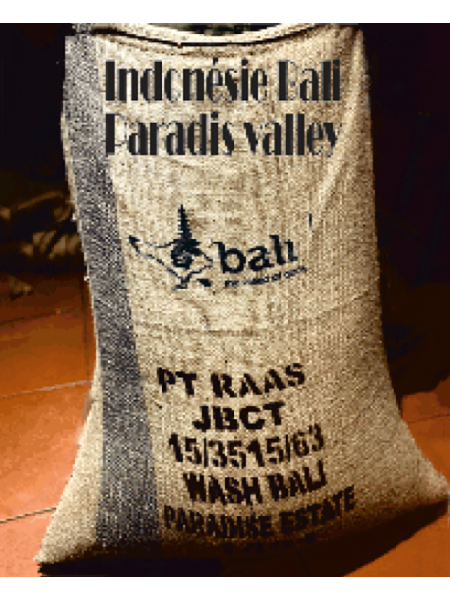 Indonésie Bali
Paradis valley
bali
PT RAAS
JBCT
15/3515/63
WASH BALI
PARADISE ESTATE